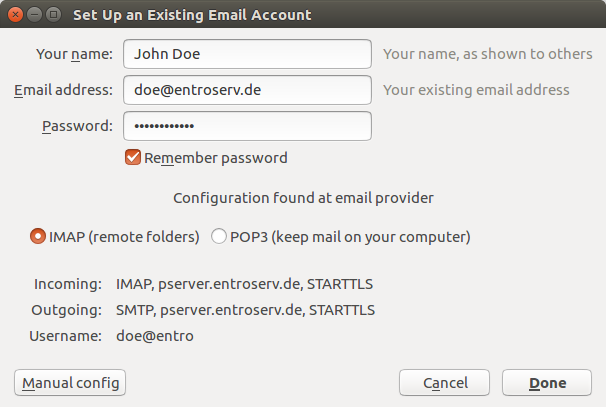 Set Up an Existing Email Account
Your name: John Doe Your name, as shown to others
Email address: doe@entroserv.de Your existing email address
Password: ••••••••••••
Remember password
Configuration found at email provider
IMAP (remote folders) POP3 (keep mail on your computer)
Incoming: IMAP, pserver.entroserv.de, STARTTLS
Outgoing: SMTP, pserver.entroserv.de, STARTTLS
Username: doe@entro
Manual config Cancel Done